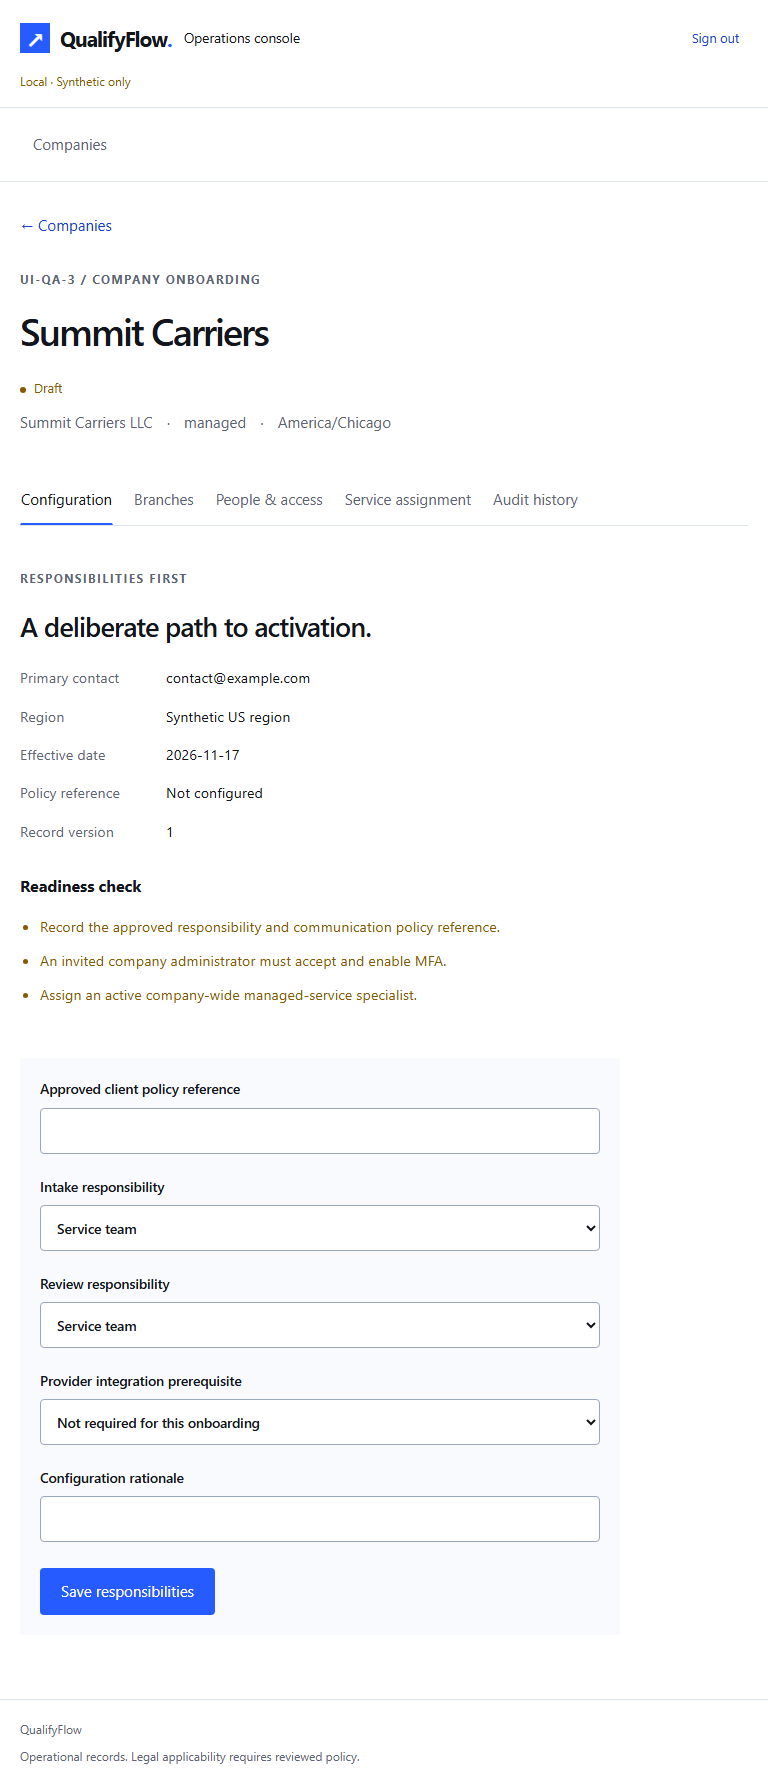 QualifyFlow. Operations console Sign out
Local · Synthetic only
Companies
← Companies
UI-QA-3 / COMPANY ONBOARDING
Summit Carriers
Draft
Summit Carriers LLC · managed · America/Chicago
Configuration Branches People & access Service assignment Audit history
RESPONSIBILITIES FIRST
A deliberate path to activation.
Primary contact contact@example.com
Region Synthetic US region
Effective date 2026-11-17
Policy reference Not configured
Record version 1
Readiness check
• Record the approved responsibility and communication policy reference.
• An invited company administrator must accept and enable MFA.
• Assign an active company-wide managed-service specialist.
Approved client policy reference
Intake responsibility
Service team
Review responsibility
Service team
Provider integration prerequisite
Not required for this onboarding
Configuration rationale
Save responsibilities
QualifyFlow
Operational records. Legal applicability requires reviewed policy.